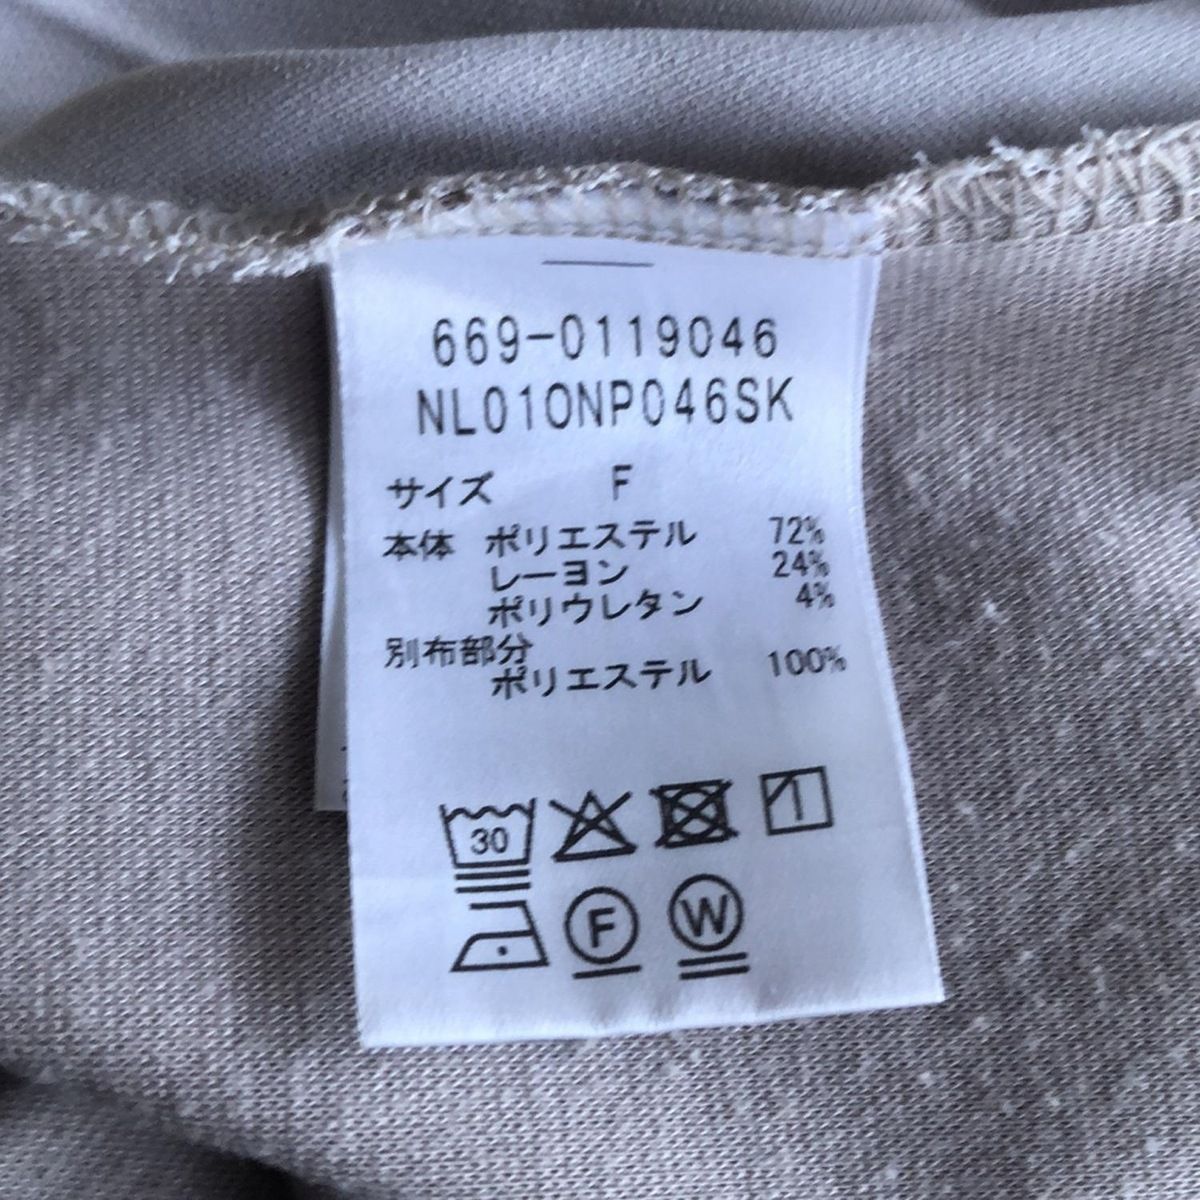 669-0119046
NL010NP046SK
サイズ F
本体 ポリエステル 72%
レーヨン 24%
ポリウレタン 4%
別布部分
ポリエステル 100%
30
F W